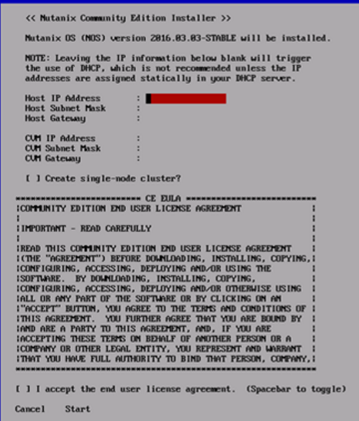 << Nutanix Community Edition Installer >>
Nutanix OS (NOS) version 2016.03.03-STABLE will be installed.
NOTE: Leaving the IP information below blank will trigger
the use of DHCP, which is not recommended unless the IP
addresses are assigned statically in your DHCP server.
Host IP Address :
Host Subnet Mask :
Host Gateway :
CVM IP Address :
CVM Subnet Mask :
CVM Gateway :
[ ] Create single-node cluster?
======================== CE EULA ========================
|COMMUNITY EDITION END USER LICENSE AGREEMENT |
| |
|IMPORTANT - READ CAREFULLY |
| |
|READ THIS COMMUNITY EDITION END USER LICENSE AGREEMENT |
|(THE "AGREEMENT") BEFORE DOWNLOADING, INSTALLING, COPYING,|
|CONFIGURING, ACCESSING, DEPLOYING AND/OR USING THE |
|SOFTWARE. BY DOWNLOADING, INSTALLING, COPYING, |
|CONFIGURING, ACCESSING, DEPLOYING AND/OR OTHERWISE USING |
|ALL OR ANY PART OF THE SOFTWARE OR BY CLICKING ON AN |
|"ACCEPT" BUTTON, YOU AGREE TO THE TERMS AND CONDITIONS OF |
|THIS AGREEMENT. YOU FURTHER AGREE THAT YOU ARE BOUND BY |
|AND ARE A PARTY TO THIS AGREEMENT, AND, IF YOU ARE |
|ACCEPTING THESE TERMS ON BEHALF OF ANOTHER PERSON OR A |
|COMPANY OR OTHER LEGAL ENTITY, YOU REPRESENT AND WARRANT |
|THAT YOU HAVE FULL AUTHORITY TO BIND THAT PERSON, COMPANY,|
=========================================================
[ ] I accept the end user license agreement. (Spacebar to toggle)
Cancel Start